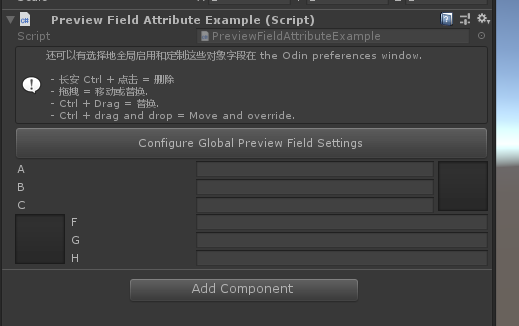 Preview Field Attribute Example (Script)
Script PreviewFieldAttributeExample
还可以有选择地全局启用和定制这些对象字段在 the Odin preferences window.
- 长安 Ctrl + 点击 = 删除
- 拖拽 = 移动或替换.
- Ctrl + Drag = 替换.
- Ctrl + drag and drop = Move and override.
Configure Global Preview Field Settings
A
B
C
F
G
H
Add Component